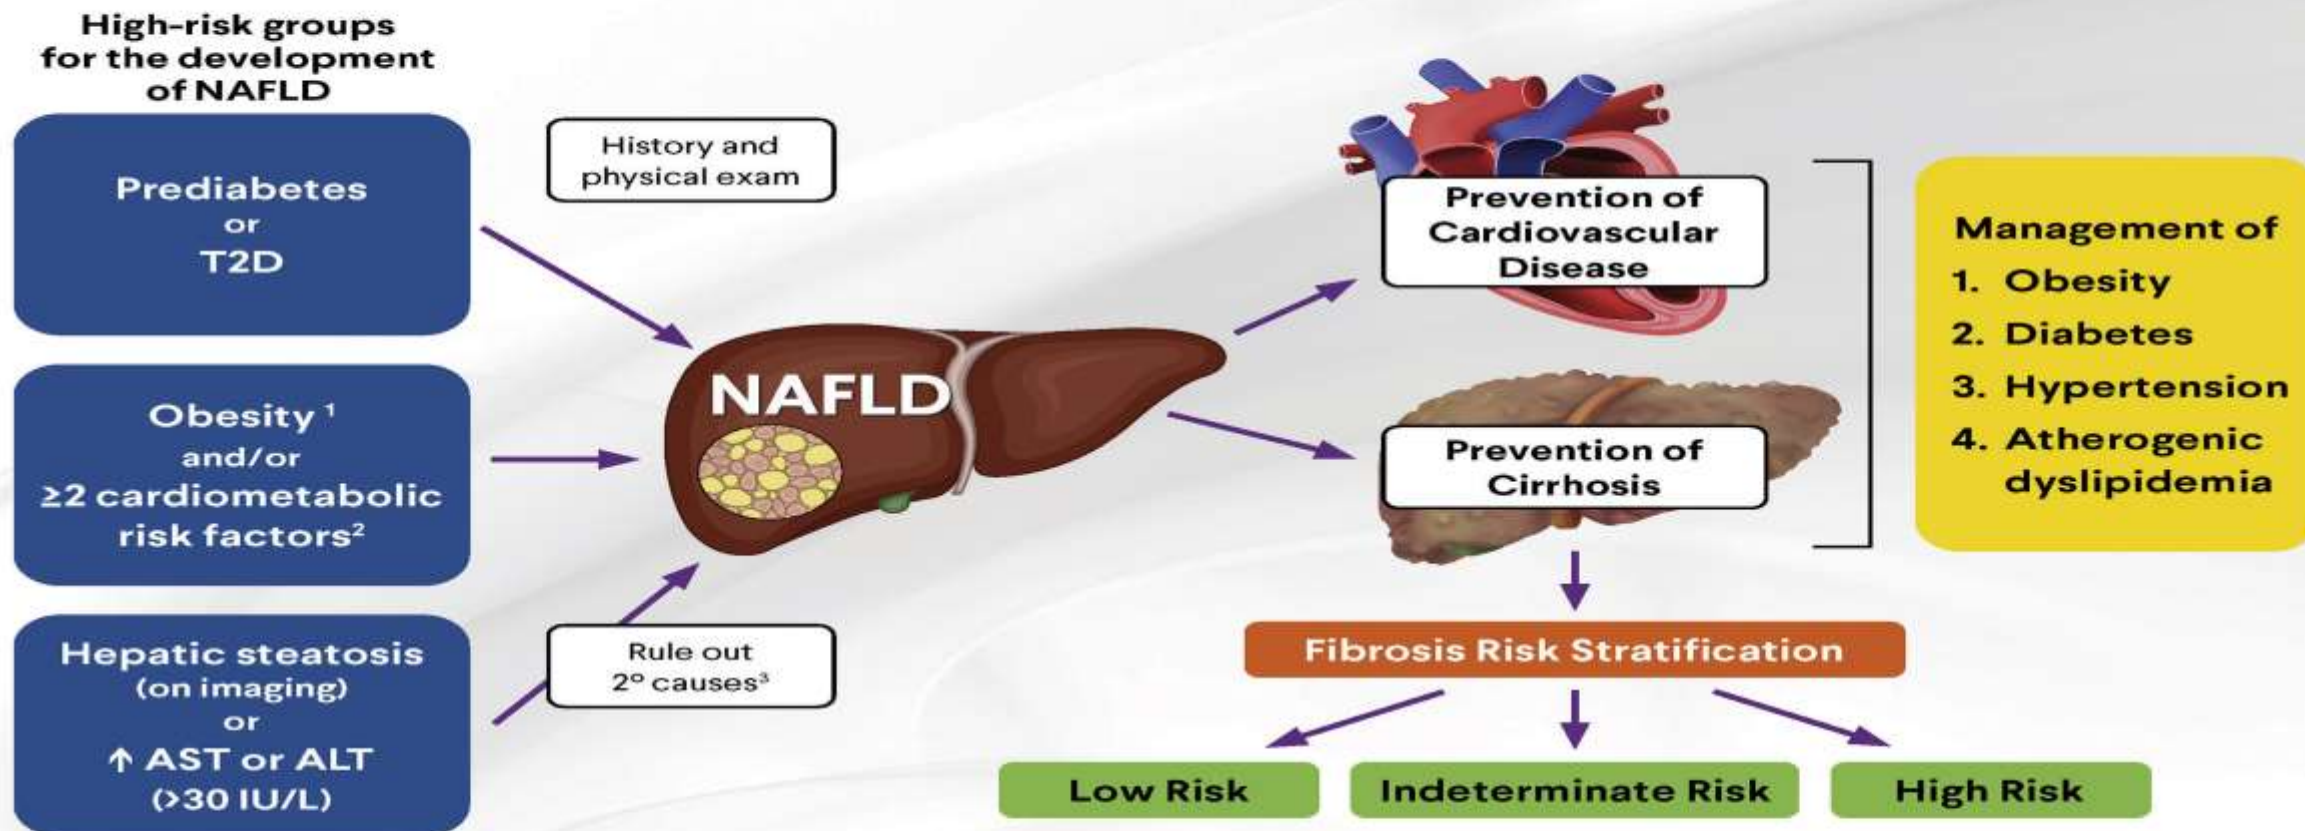 High-risk groups
for the development
of NAFLD
Prediabetes
or
T2D
Obesity ¹
and/or
≥2 cardiometabolic
risk factors²
Hepatic steatosis
(on imaging)
or
↑ AST or ALT
(>30 IU/L)
History and
physical exam
NAFLD
Rule out
2º causes³
Prevention of
Cardiovascular
Disease
Prevention of
Cirrhosis
Management of
1. Obesity
2. Diabetes
3. Hypertension
4. Atherogenic
dyslipidemia
Fibrosis Risk Stratification
Low Risk
Indeterminate Risk
High Risk